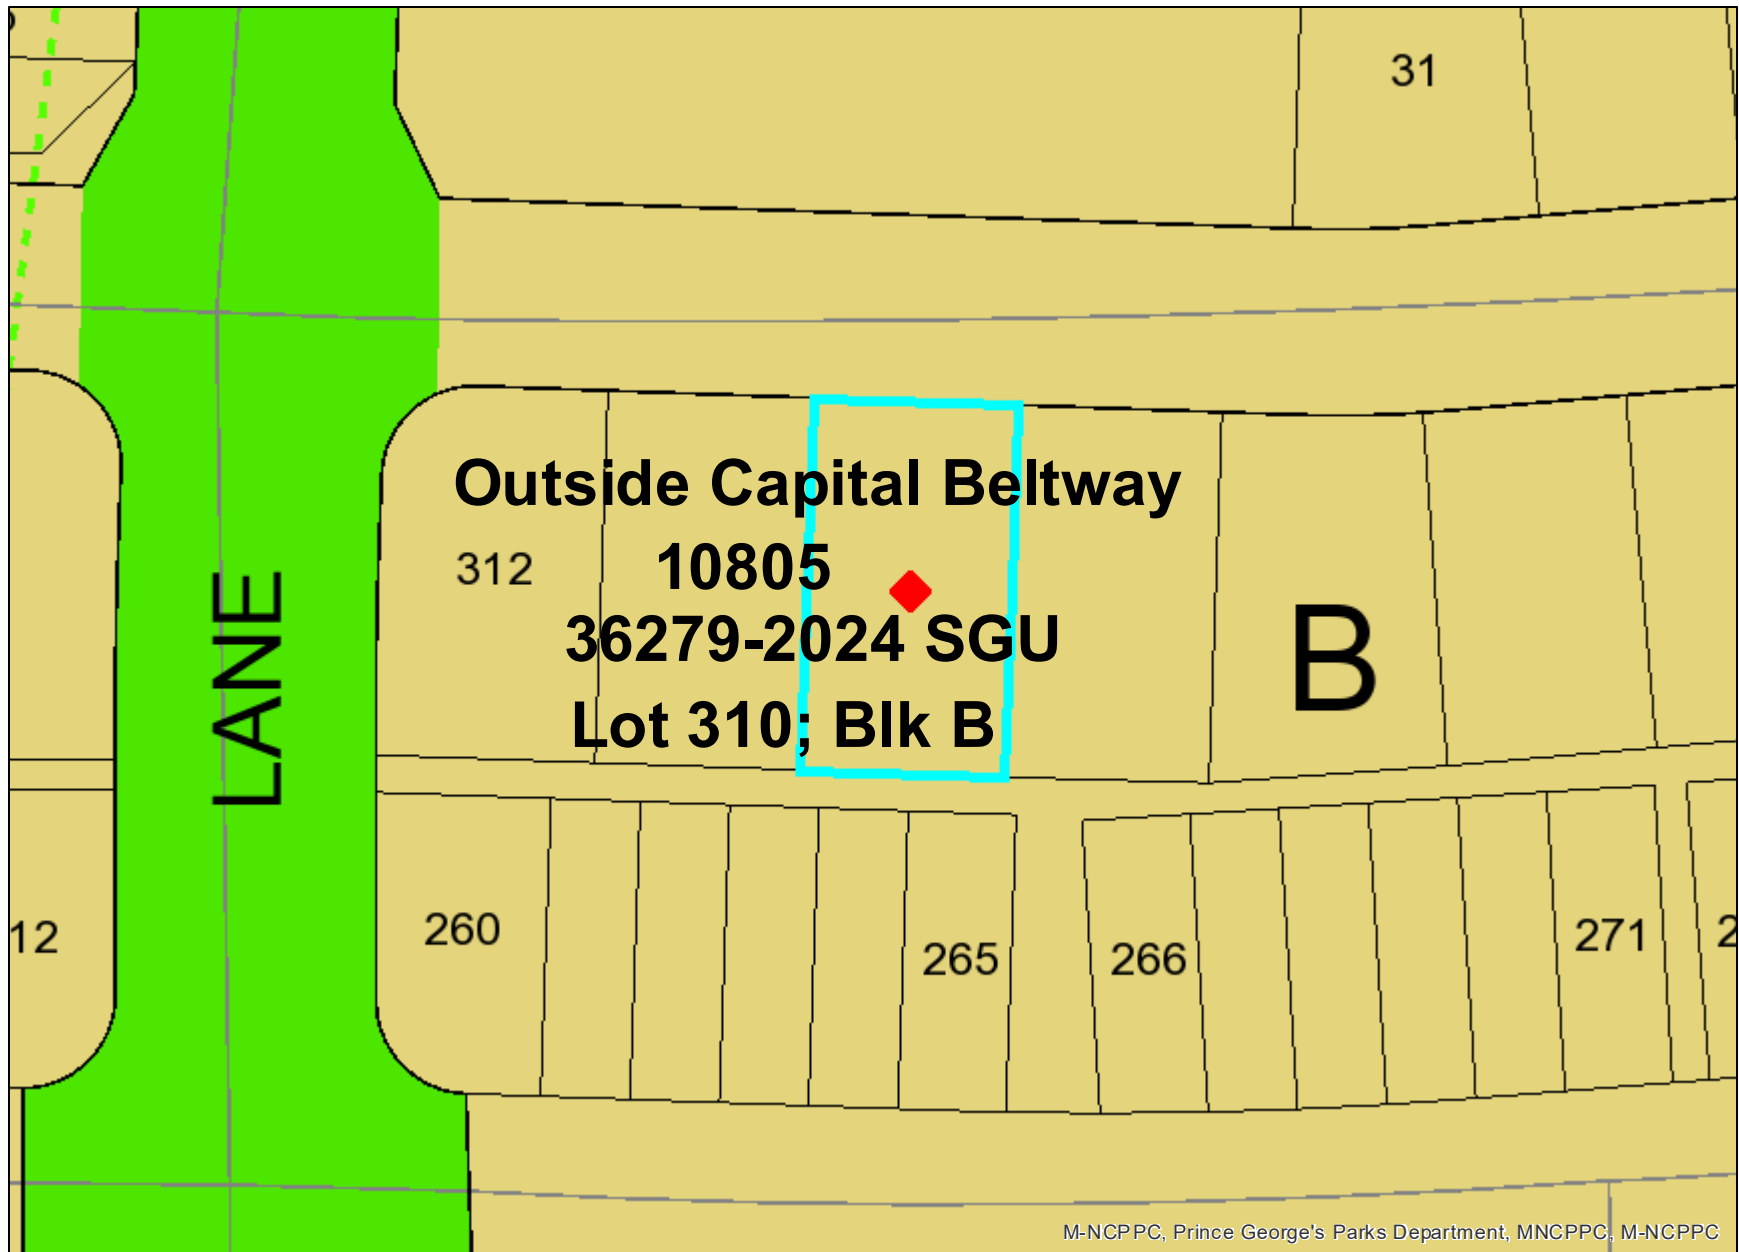 31
Outside Capital Beltway
10805
312
36279-2024 SGU
Lot 310; Blk B
B
LANE
260
265
266
271
12
2
M-NCPPC, Prince George's Parks Department, MNCPPC, M-NCPPC